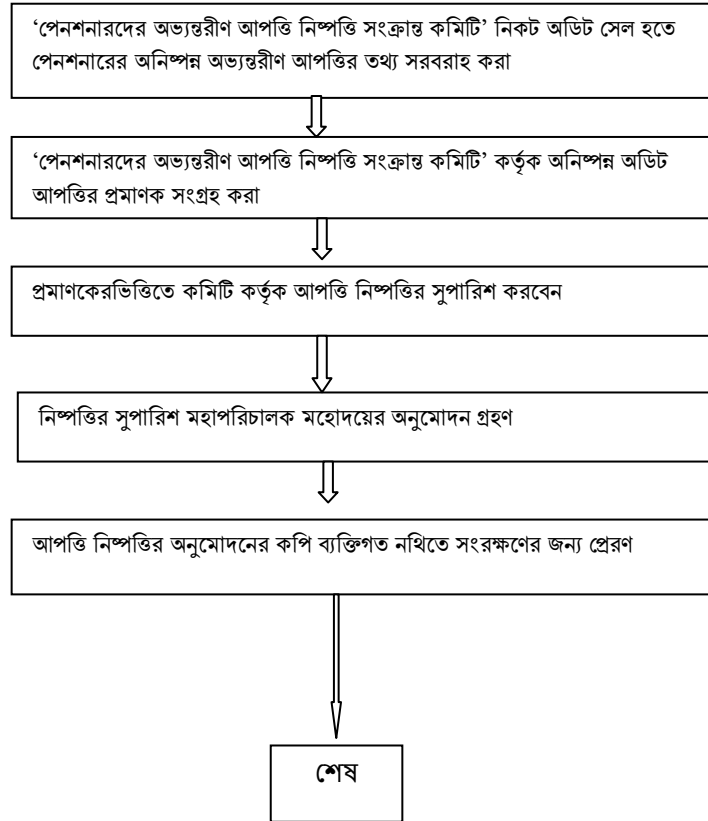 ‘পেনশনারদের অভ্যন্তরীণ আপত্তি নিষ্পত্তি সংক্রান্ত কমিটি’ নিকট অডিট সেল হতে
পেনশনারের অনিষ্পন্ন অভ্যন্তরীণ আপত্তির তথ্য সরবরাহ করা
‘পেনশনারদের অভ্যন্তরীণ আপত্তি নিষ্পত্তি সংক্রান্ত কমিটি’ কর্তৃক অনিষ্পন্ন অডিট
আপত্তির প্রমাণক সংগ্রহ করা
প্রমাণকেরভিত্তিতে কমিটি কর্তৃক আপত্তি নিষ্পত্তির সুপারিশ করবেন
নিষ্পত্তির সুপারিশ মহাপরিচালক মহোদয়ের অনুমোদন গ্রহণ
আপত্তি নিষ্পত্তির অনুমোদনের কপি ব্যক্তিগত নথিতে সংরক্ষণের জন্য প্রেরণ
শেষ